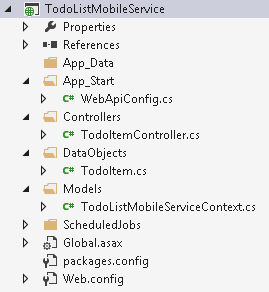 TodoListMobileService
Properties
References
App_Data
App_Start
C# WebApiConfig.cs
Controllers
C# TodoItemController.cs
DataObjects
C# TodoItem.cs
Models
C# TodoListMobileServiceContext.cs
ScheduledJobs
Global.asax
packages.config
Web.config